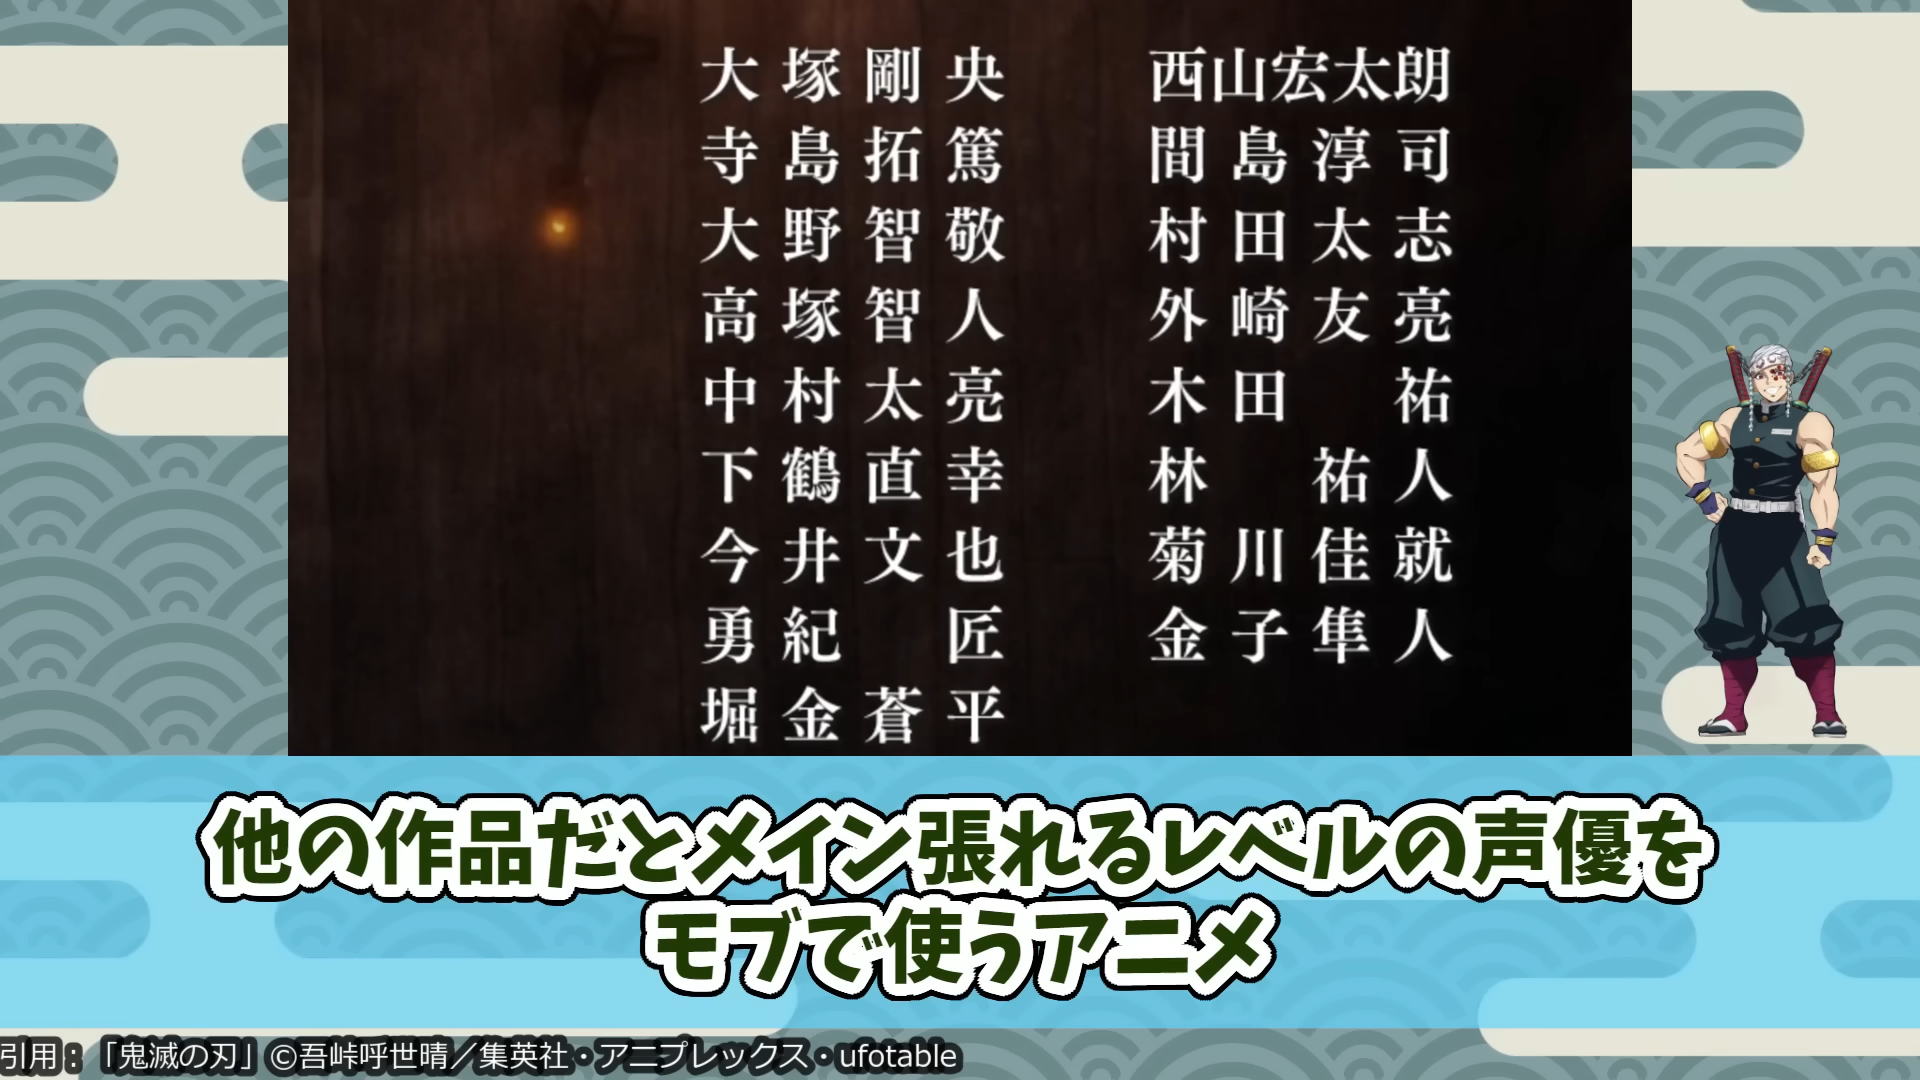 大塚剛央 西山宏太朗
寺島拓篤 間島淳司
大野智敬 村田太志
高塚智人 外崎友亮
中村太亮 木田祐
下鶴直幸 林祐人
今井文也 菊川佳就
勇紀匠 金子隼人
堀金蒼平
他の作品だとメイン張れるレベルの声優を
モブで使うアニメ
引用：「鬼滅の刃」©吾峠呼世晴／集英社・アニプレックス・ufotable